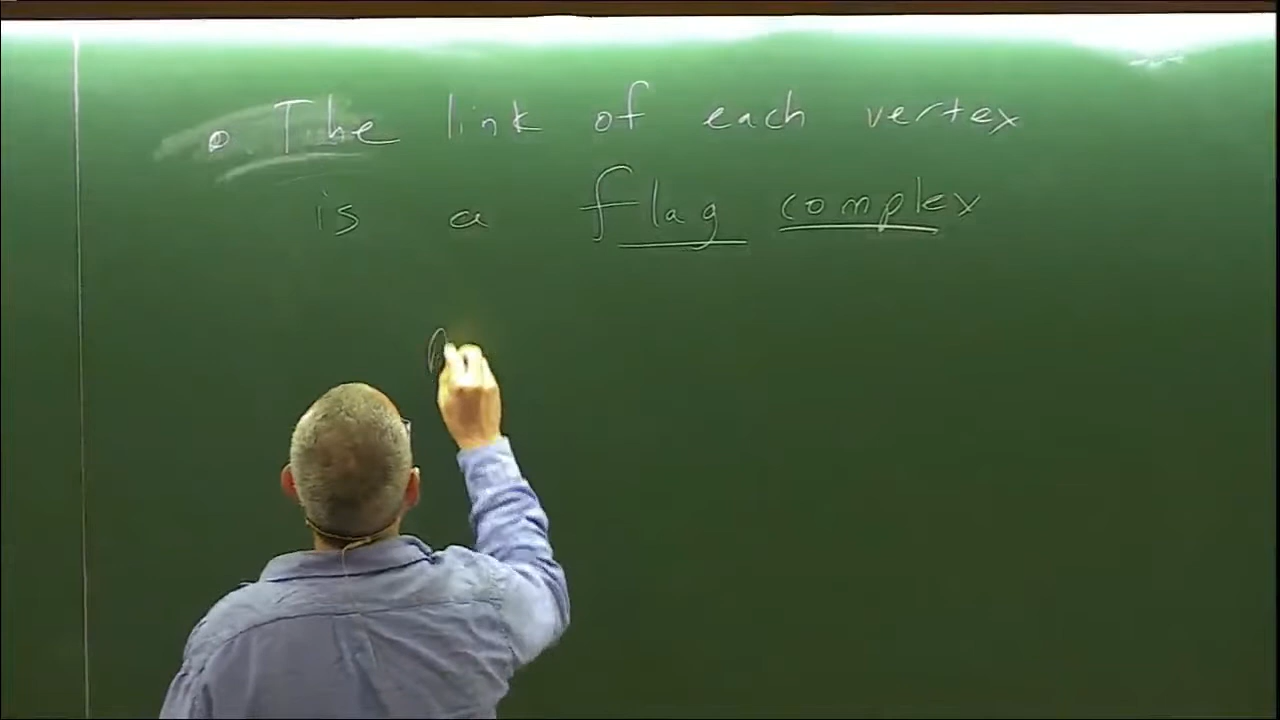 • The link of each vertex
is a flag complex